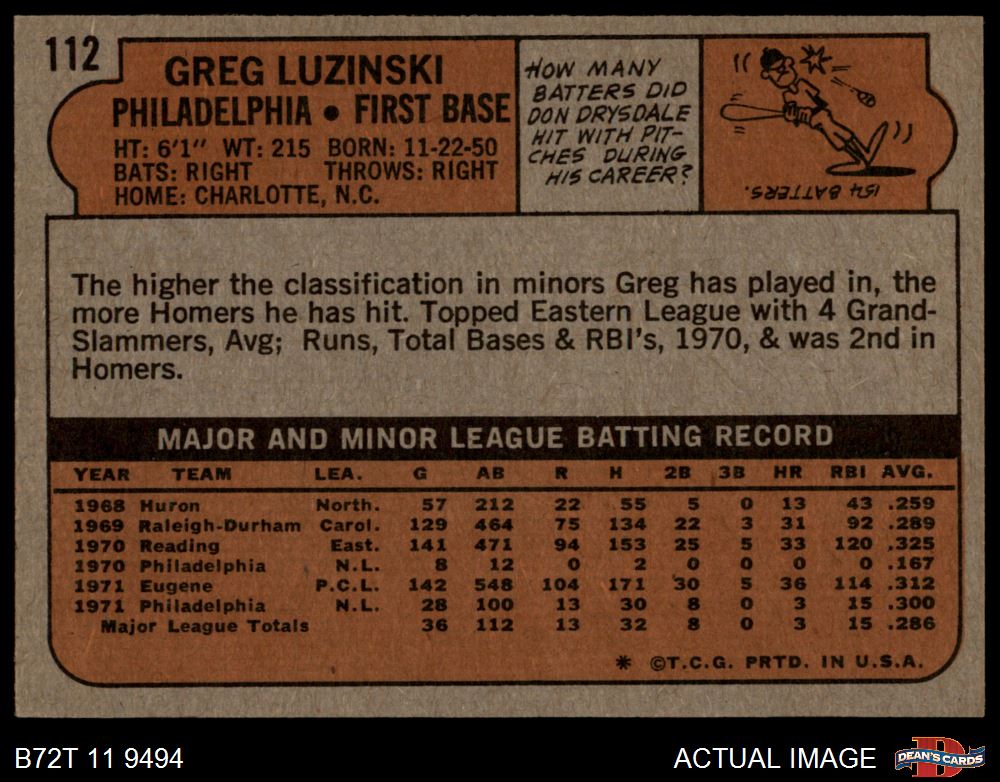 112
GREG LUZINSKI
PHILADELPHIA • FIRST BASE
HT: 6'1" WT: 215 BORN: 11-22-50
BATS: RIGHT THROWS: RIGHT
HOME: CHARLOTTE, N.C.
HOW MANY
BATTERS DID
DON DRYSDALE
HIT WITH PIT-
CHES DURING
HIS CAREER?
154 BATTERS.
The higher the classification in minors Greg has played in, the
more Homers he has hit. Topped Eastern League with 4 Grand-
Slammers, Avg; Runs, Total Bases & RBI's, 1970, & was 2nd in
Homers.
MAJOR AND MINOR LEAGUE BATTING RECORD
YEAR TEAM LEA. G AB R H 2B 3B HR RBI AVG.
1968 Huron North. 57 212 22 55 5 0 13 43 .259
1969 Raleigh-Durham Carol. 129 464 75 134 22 3 31 92 .289
1970 Reading East. 141 471 94 153 25 5 33 120 .325
1970 Philadelphia N.L. 8 12 0 2 0 0 0 0 .167
1971 Eugene P.C.L. 142 548 104 171 30 5 36 114 .312
1971 Philadelphia N.L. 28 100 13 30 8 0 3 15 .300
Major League Totals 36 112 13 32 8 0 3 15 .286
* ©T.C.G. PRTD. IN U.S.A.
B72T 11 9494
ACTUAL IMAGE
D
DEAN'S CARDS